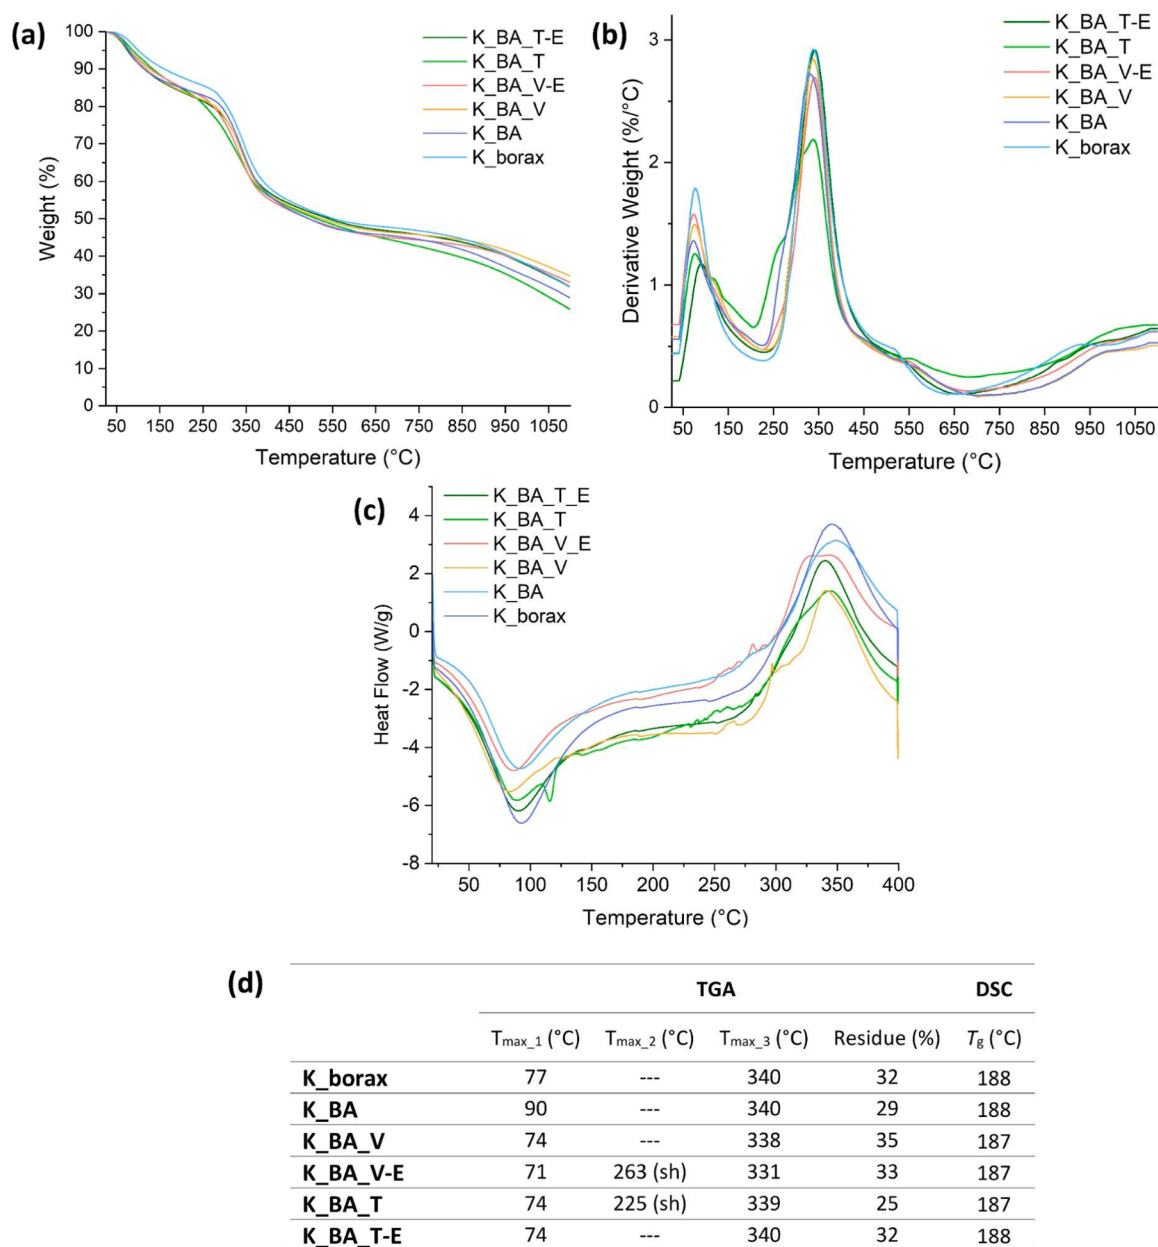 (a)
100
90
80
70
60
50
40
30
20
10
0
Weight (%)
50 150 250 350 450 550 650 750 850 950 1050
Temperature (°C)
K_BA_T-E
K_BA_T
K_BA_V-E
K_BA_V
K_BA
K_borax
(b)
3
2
1
0
Derivative Weight (%/°C)
50 150 250 350 450 550 650 750 850 950 1050
Temperature (°C)
K_BA_T-E
K_BA_T
K_BA_V-E
K_BA_V
K_BA
K_borax
(c)
4
2
0
-2
-4
-6
-8
Heat Flow (W/g)
50 100 150 200 250 300 350 400
Temperature (°C)
K_BA_T_E
K_BA_T
K_BA_V_E
K_BA_V
K_BA
K_borax
(d)
TGA DSC
Tmax_1 (°C) Tmax_2 (°C) Tmax_3 (°C) Residue (%) Tg (°C)
K_borax 77 --- 340 32 188
K_BA 90 --- 340 29 188
K_BA_V 74 --- 338 35 187
K_BA_V-E 71 263 (sh) 331 33 187
K_BA_T 74 225 (sh) 339 25 187
K_BA_T-E 74 --- 340 32 188